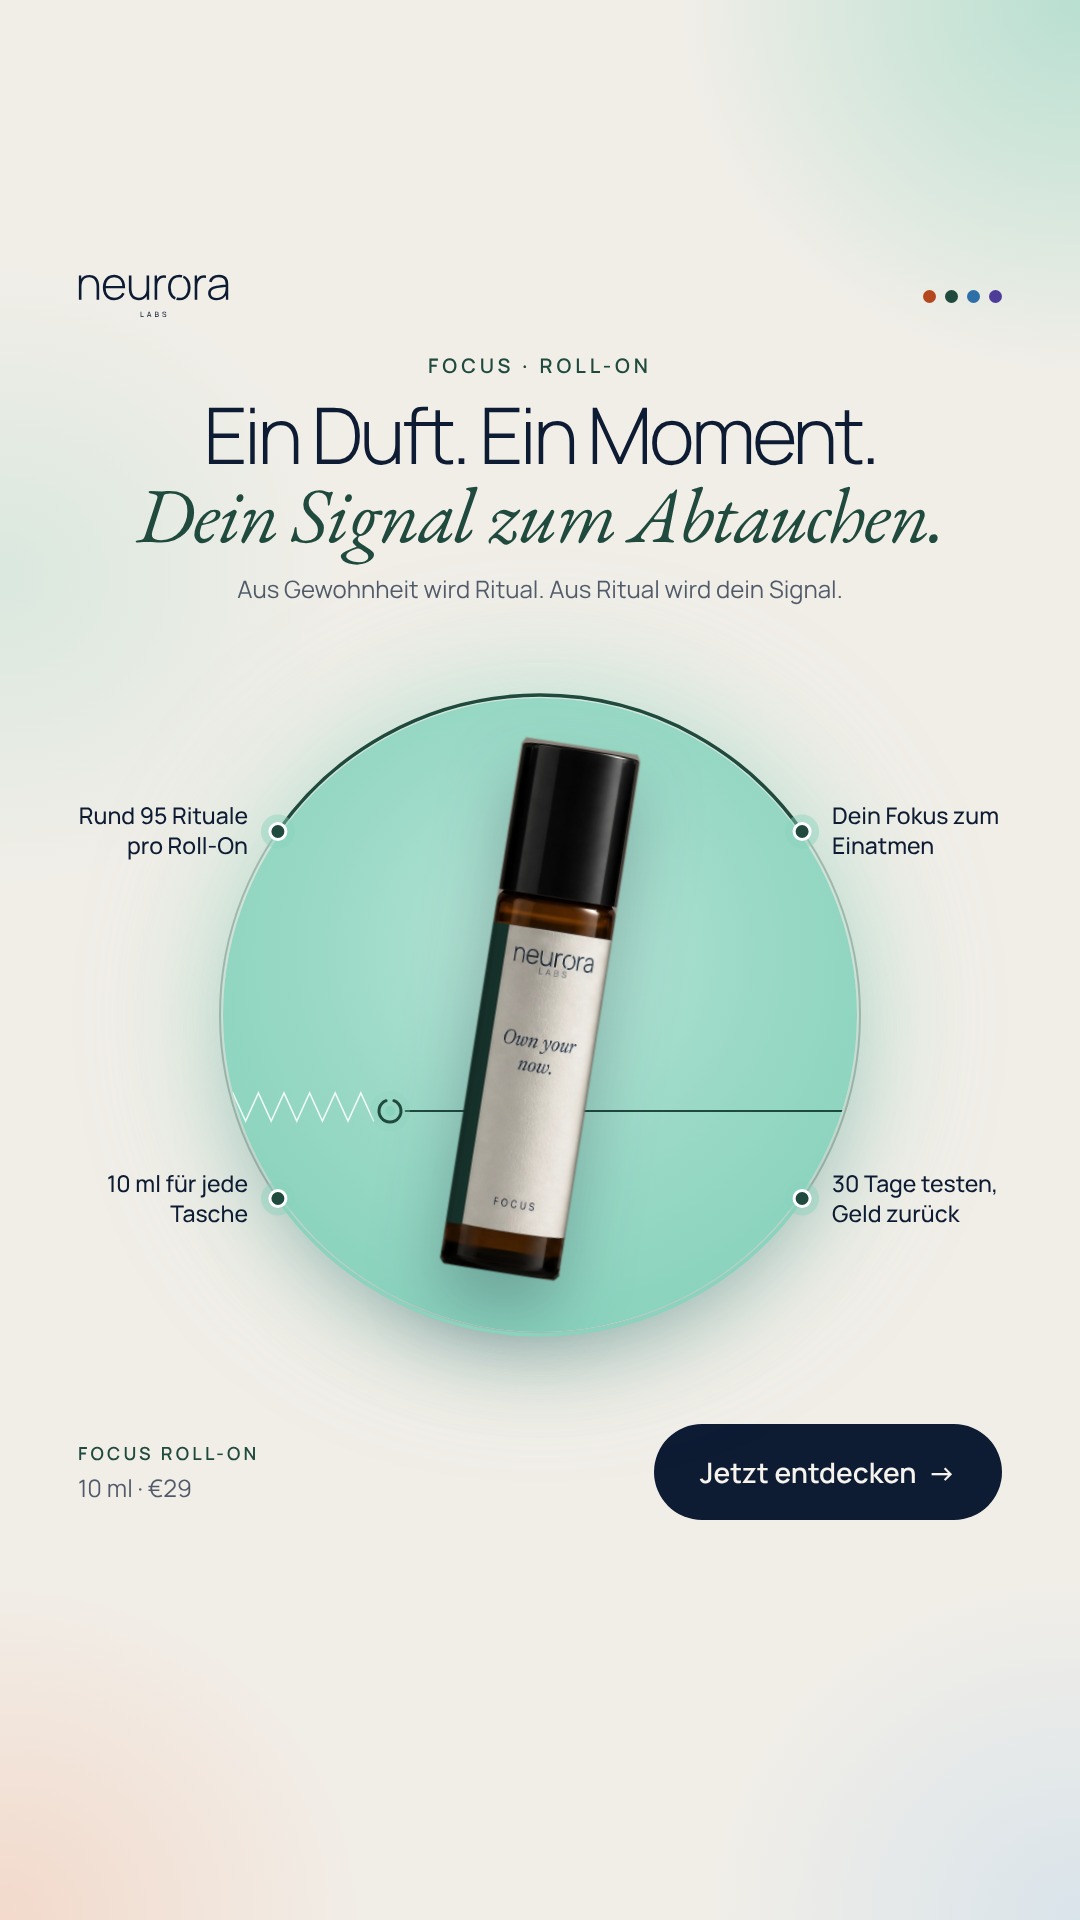 neurora
LABS
FOCUS · ROLL-ON
Ein Duft. Ein Moment.
Dein Signal zum Abtauchen.
Aus Gewohnheit wird Ritual. Aus Ritual wird dein Signal.
Rund 95 Rituale
pro Roll-On
Dein Fokus zum
Einatmen
neurora
LABS
Own your
now.
10 ml für jede
Tasche
30 Tage testen,
Geld zurück
FOCUS
FOCUS ROLL-ON
10 ml · €29
Jetzt entdecken →